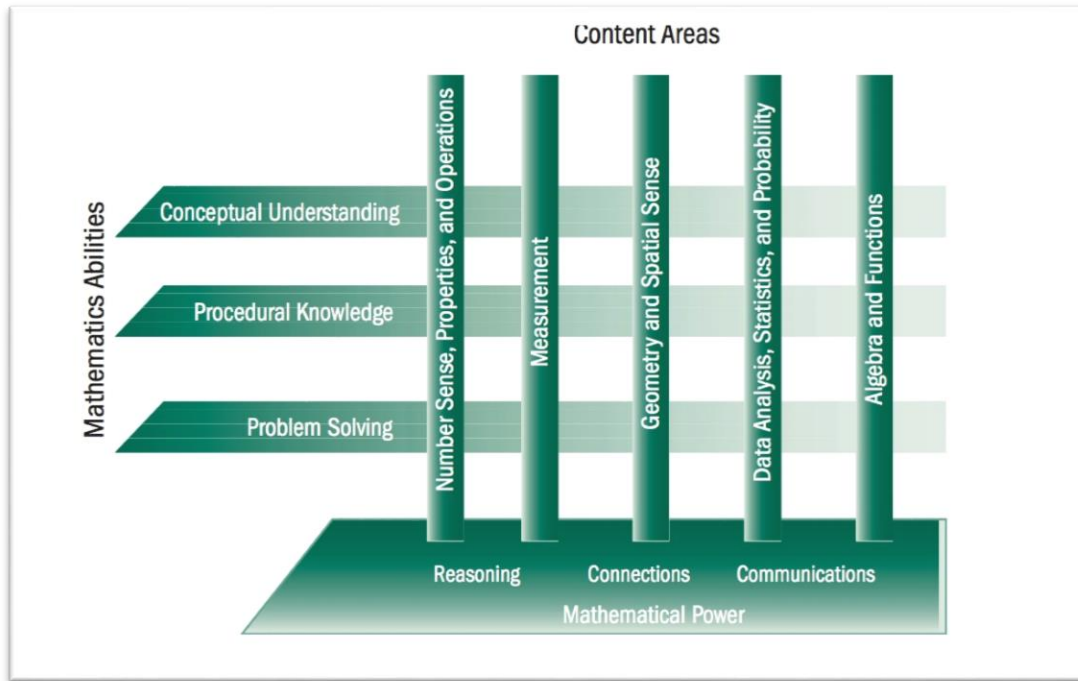 Content Areas
Mathematics Abilities
Conceptual Understanding
Procedural Knowledge
Problem Solving
Number Sense, Properties, and Operations
Measurement
Geometry and Spatial Sense
Data Analysis, Statistics, and Probability
Algebra and Functions
Reasoning
Connections
Communications
Mathematical Power